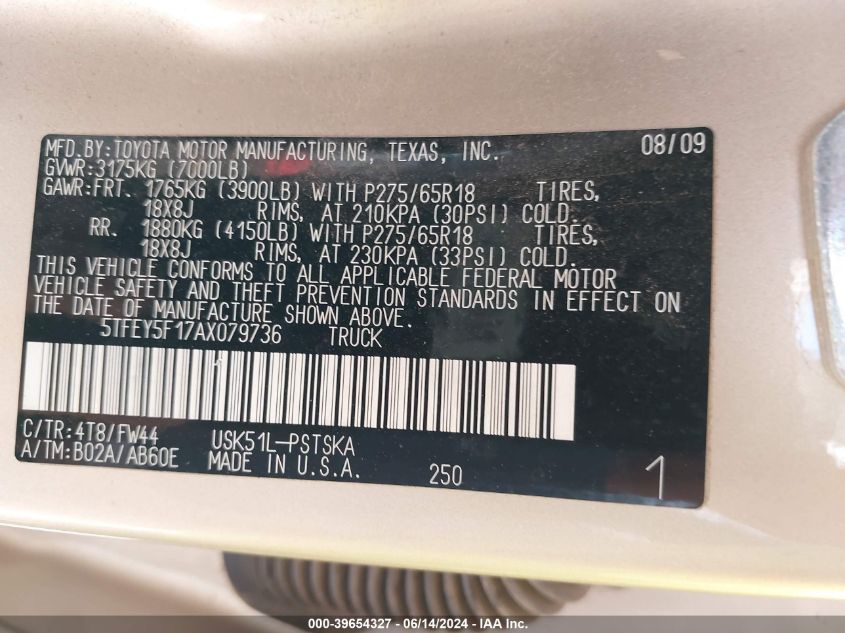 MFD.BY:TOYOTA MOTOR MANUFACTURING, TEXAS, INC. 08/09
GVWR:3175KG (7000LB)
GAWR:FRT. 1765KG (3900LB) WITH P275/65R18 TIRES,
18X8J RIMS, AT 210KPA (30PSI) COLD.
RR. 1880KG (4150LB) WITH P275/65R18 TIRES,
18X8J RIMS, AT 230KPA (33PSI) COLD.
THIS VEHICLE CONFORMS TO ALL APPLICABLE FEDERAL MOTOR
VEHICLE SAFETY AND THEFT PREVENTION STANDARDS IN EFFECT ON
THE DATE OF MANUFACTURE SHOWN ABOVE.
5TFEY5F17AX079736 TRUCK
C/TR:4T8/FW44 USK51L-PSTSKA
A/TM:B02A/AB60E MADE IN U.S.A. 250 1
000-39654327 - 06/14/2024 - IAA Inc.